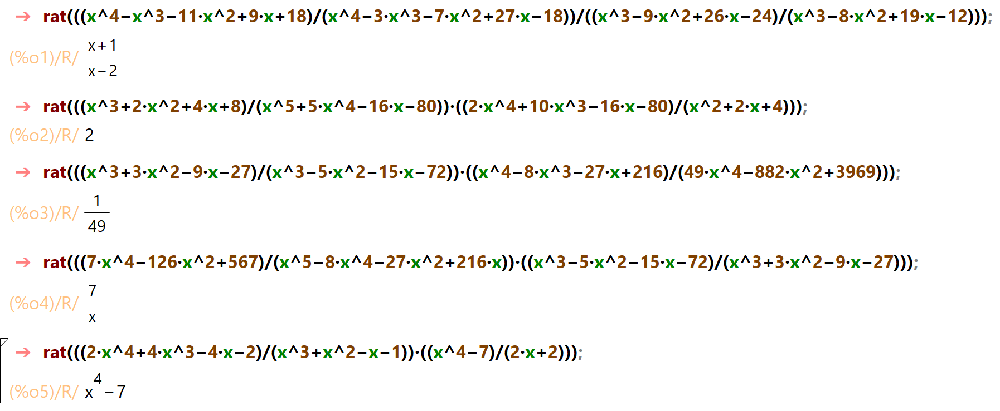 → rat(((x^4−x^3−11·x^2+9·x+18)/(x^4−3·x^3−7·x^2+27·x−18))/((x^3−9·x^2+26·x−24)/(x^3−8·x^2+19·x−12)));
x+1
(%o1)/R/
x−2
→ rat(((x^3+2·x^2+4·x+8)/(x^5+5·x^4−16·x−80))·((2·x^4+10·x^3−16·x−80)/(x^2+2·x+4)));
(%o2)/R/ 2
→ rat(((x^3+3·x^2−9·x−27)/(x^3−5·x^2−15·x−72))·((x^4−8·x^3−27·x+216)/(49·x^4−882·x^2+3969)));
1
(%o3)/R/
49
→ rat(((7·x^4−126·x^2+567)/(x^5−8·x^4−27·x^2+216·x))·((x^3−5·x^2−15·x−72)/(x^3+3·x^2−9·x−27)));
7
(%o4)/R/
x
→ rat(((2·x^4+4·x^3−4·x−2)/(x^3+x^2−x−1))·((x^4−7)/(2·x+2)));
(%o5)/R/ x^4−7